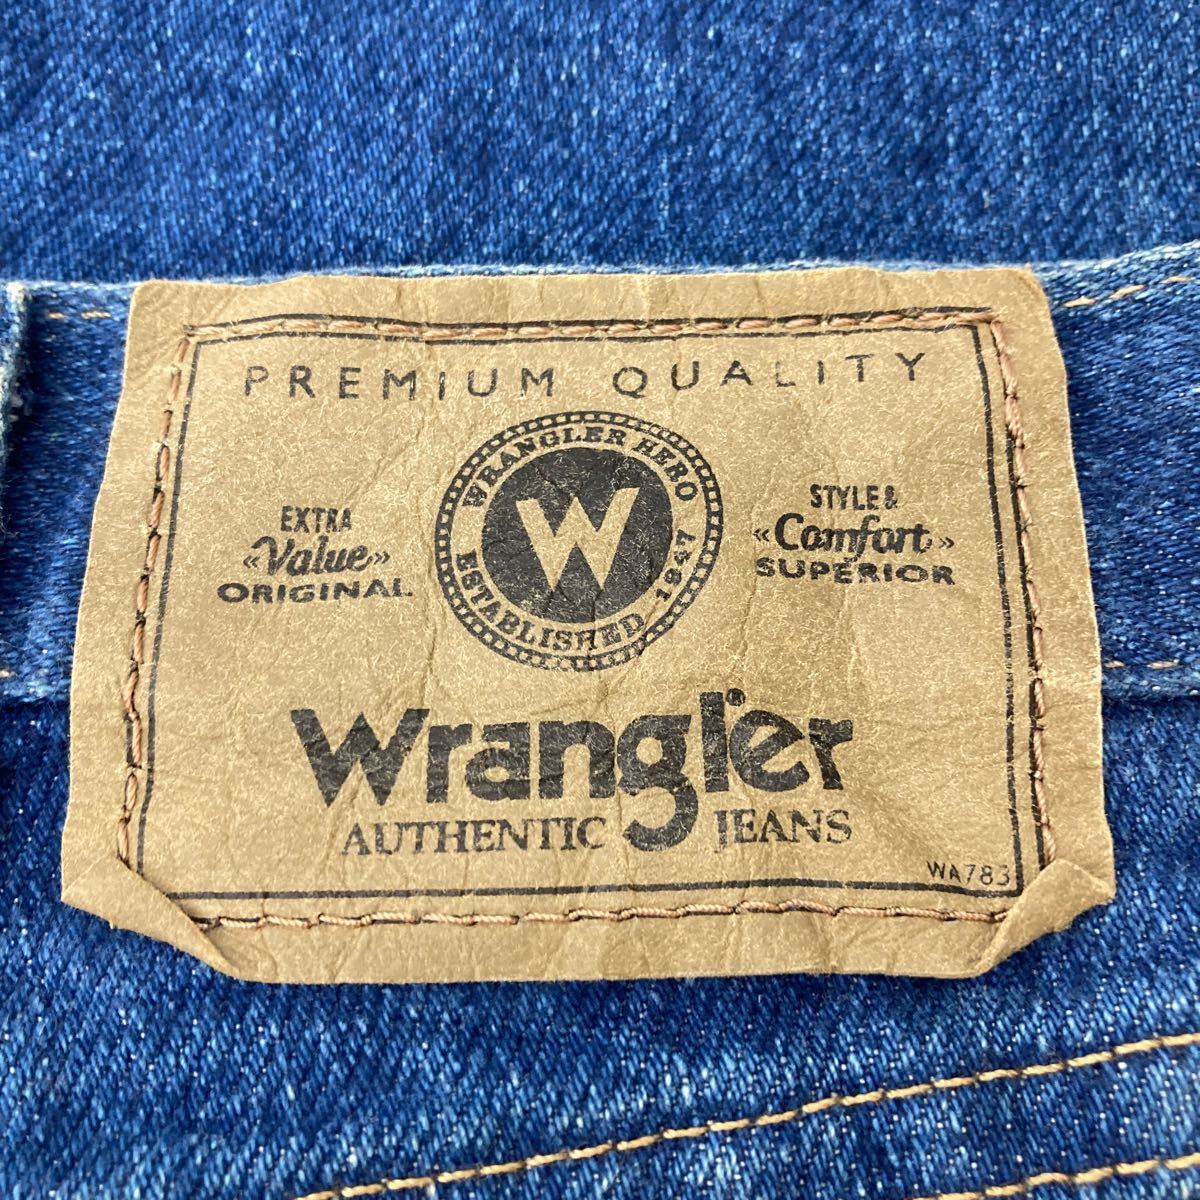 PREMIUM QUALITY
WRANGLER HERO
ESTABLISHED 1947
W
EXTRA
«Value»
ORIGINAL
STYLE &
«Comfort»
SUPERIOR
Wrangler
AUTHENTIC JEANS
WA783